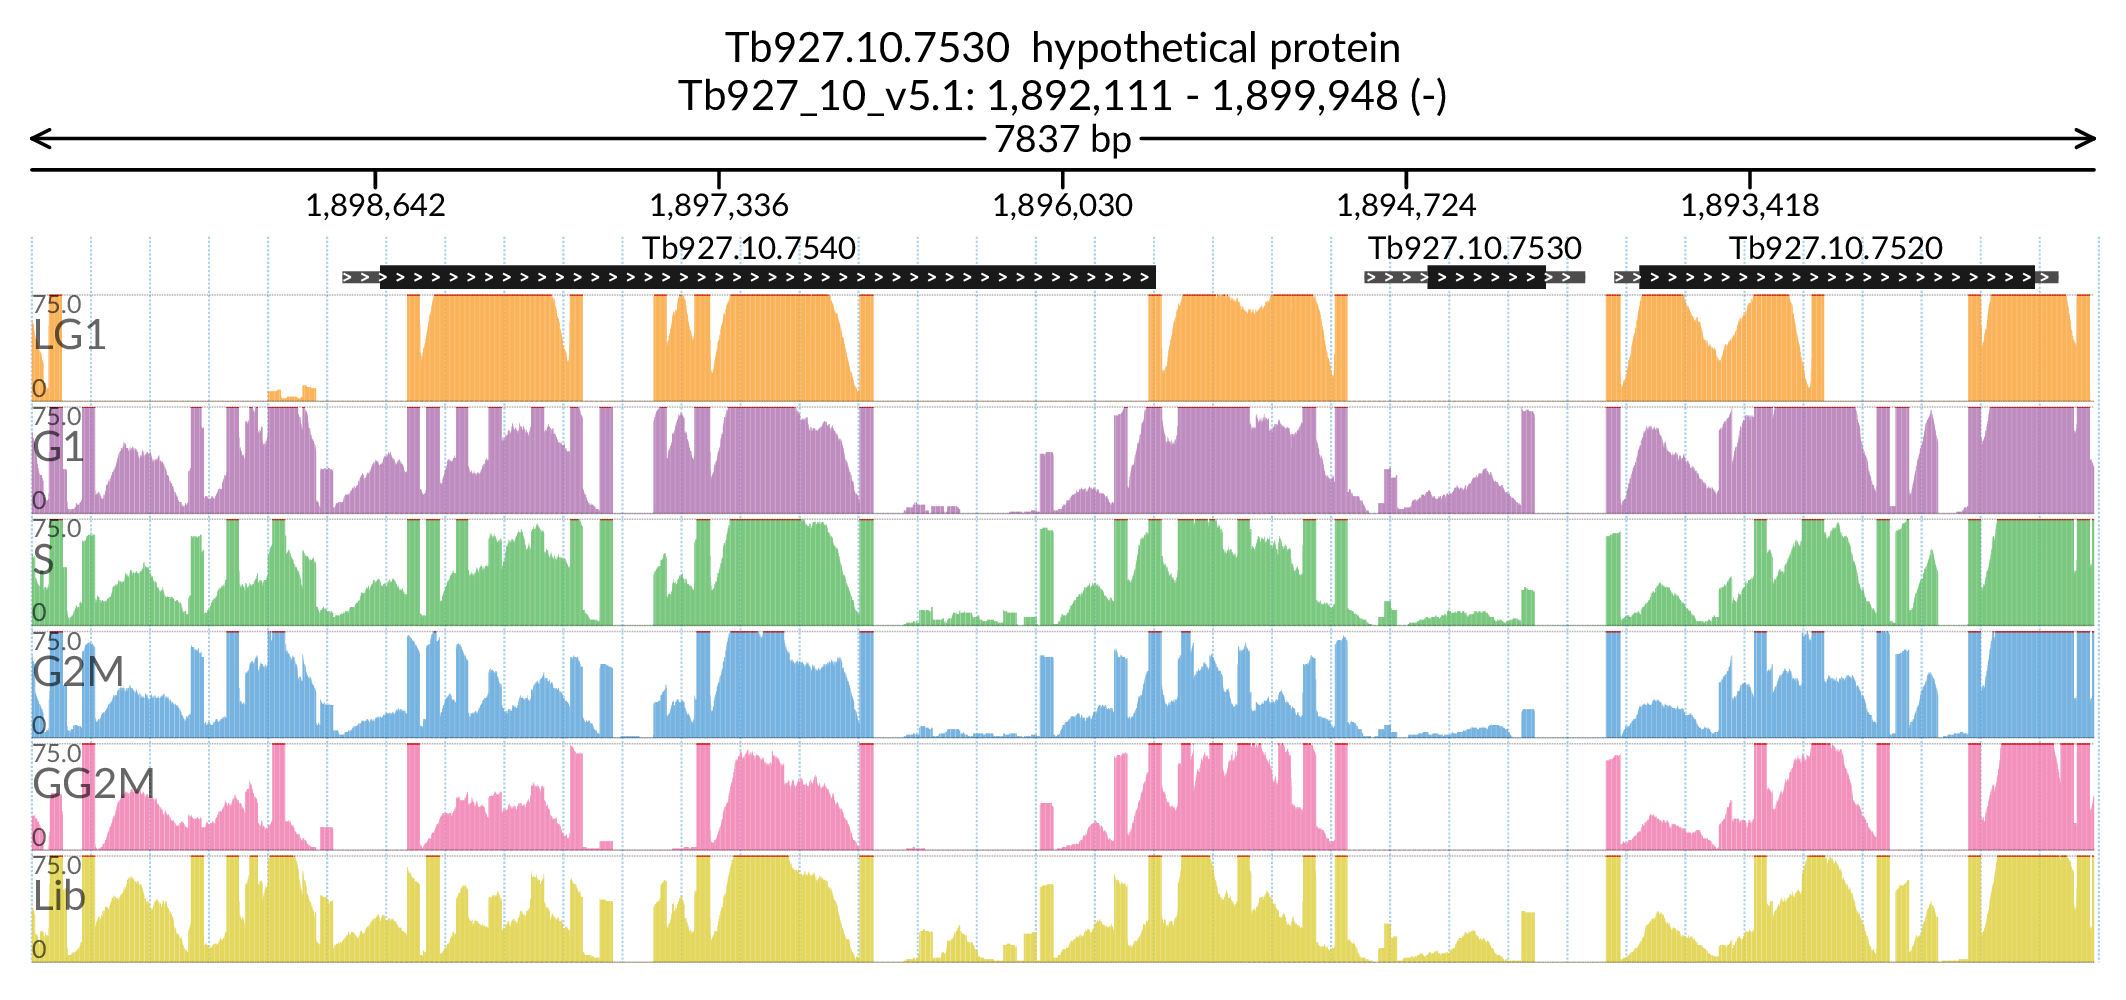 Tb927.10.7530  hypothetical protein
Tb927_10_v5.1: 1,892,111 - 1,899,948 (-)
7837 bp
1,898,642 1,897,336 1,896,030 1,894,724 1,893,418
Tb927.10.7540 Tb927.10.7530 Tb927.10.7520
75.0
LG1
0
75.0
G1
0
75.0
S
0
75.0
G2M
0
75.0
GG2M
0
75.0
Lib
0